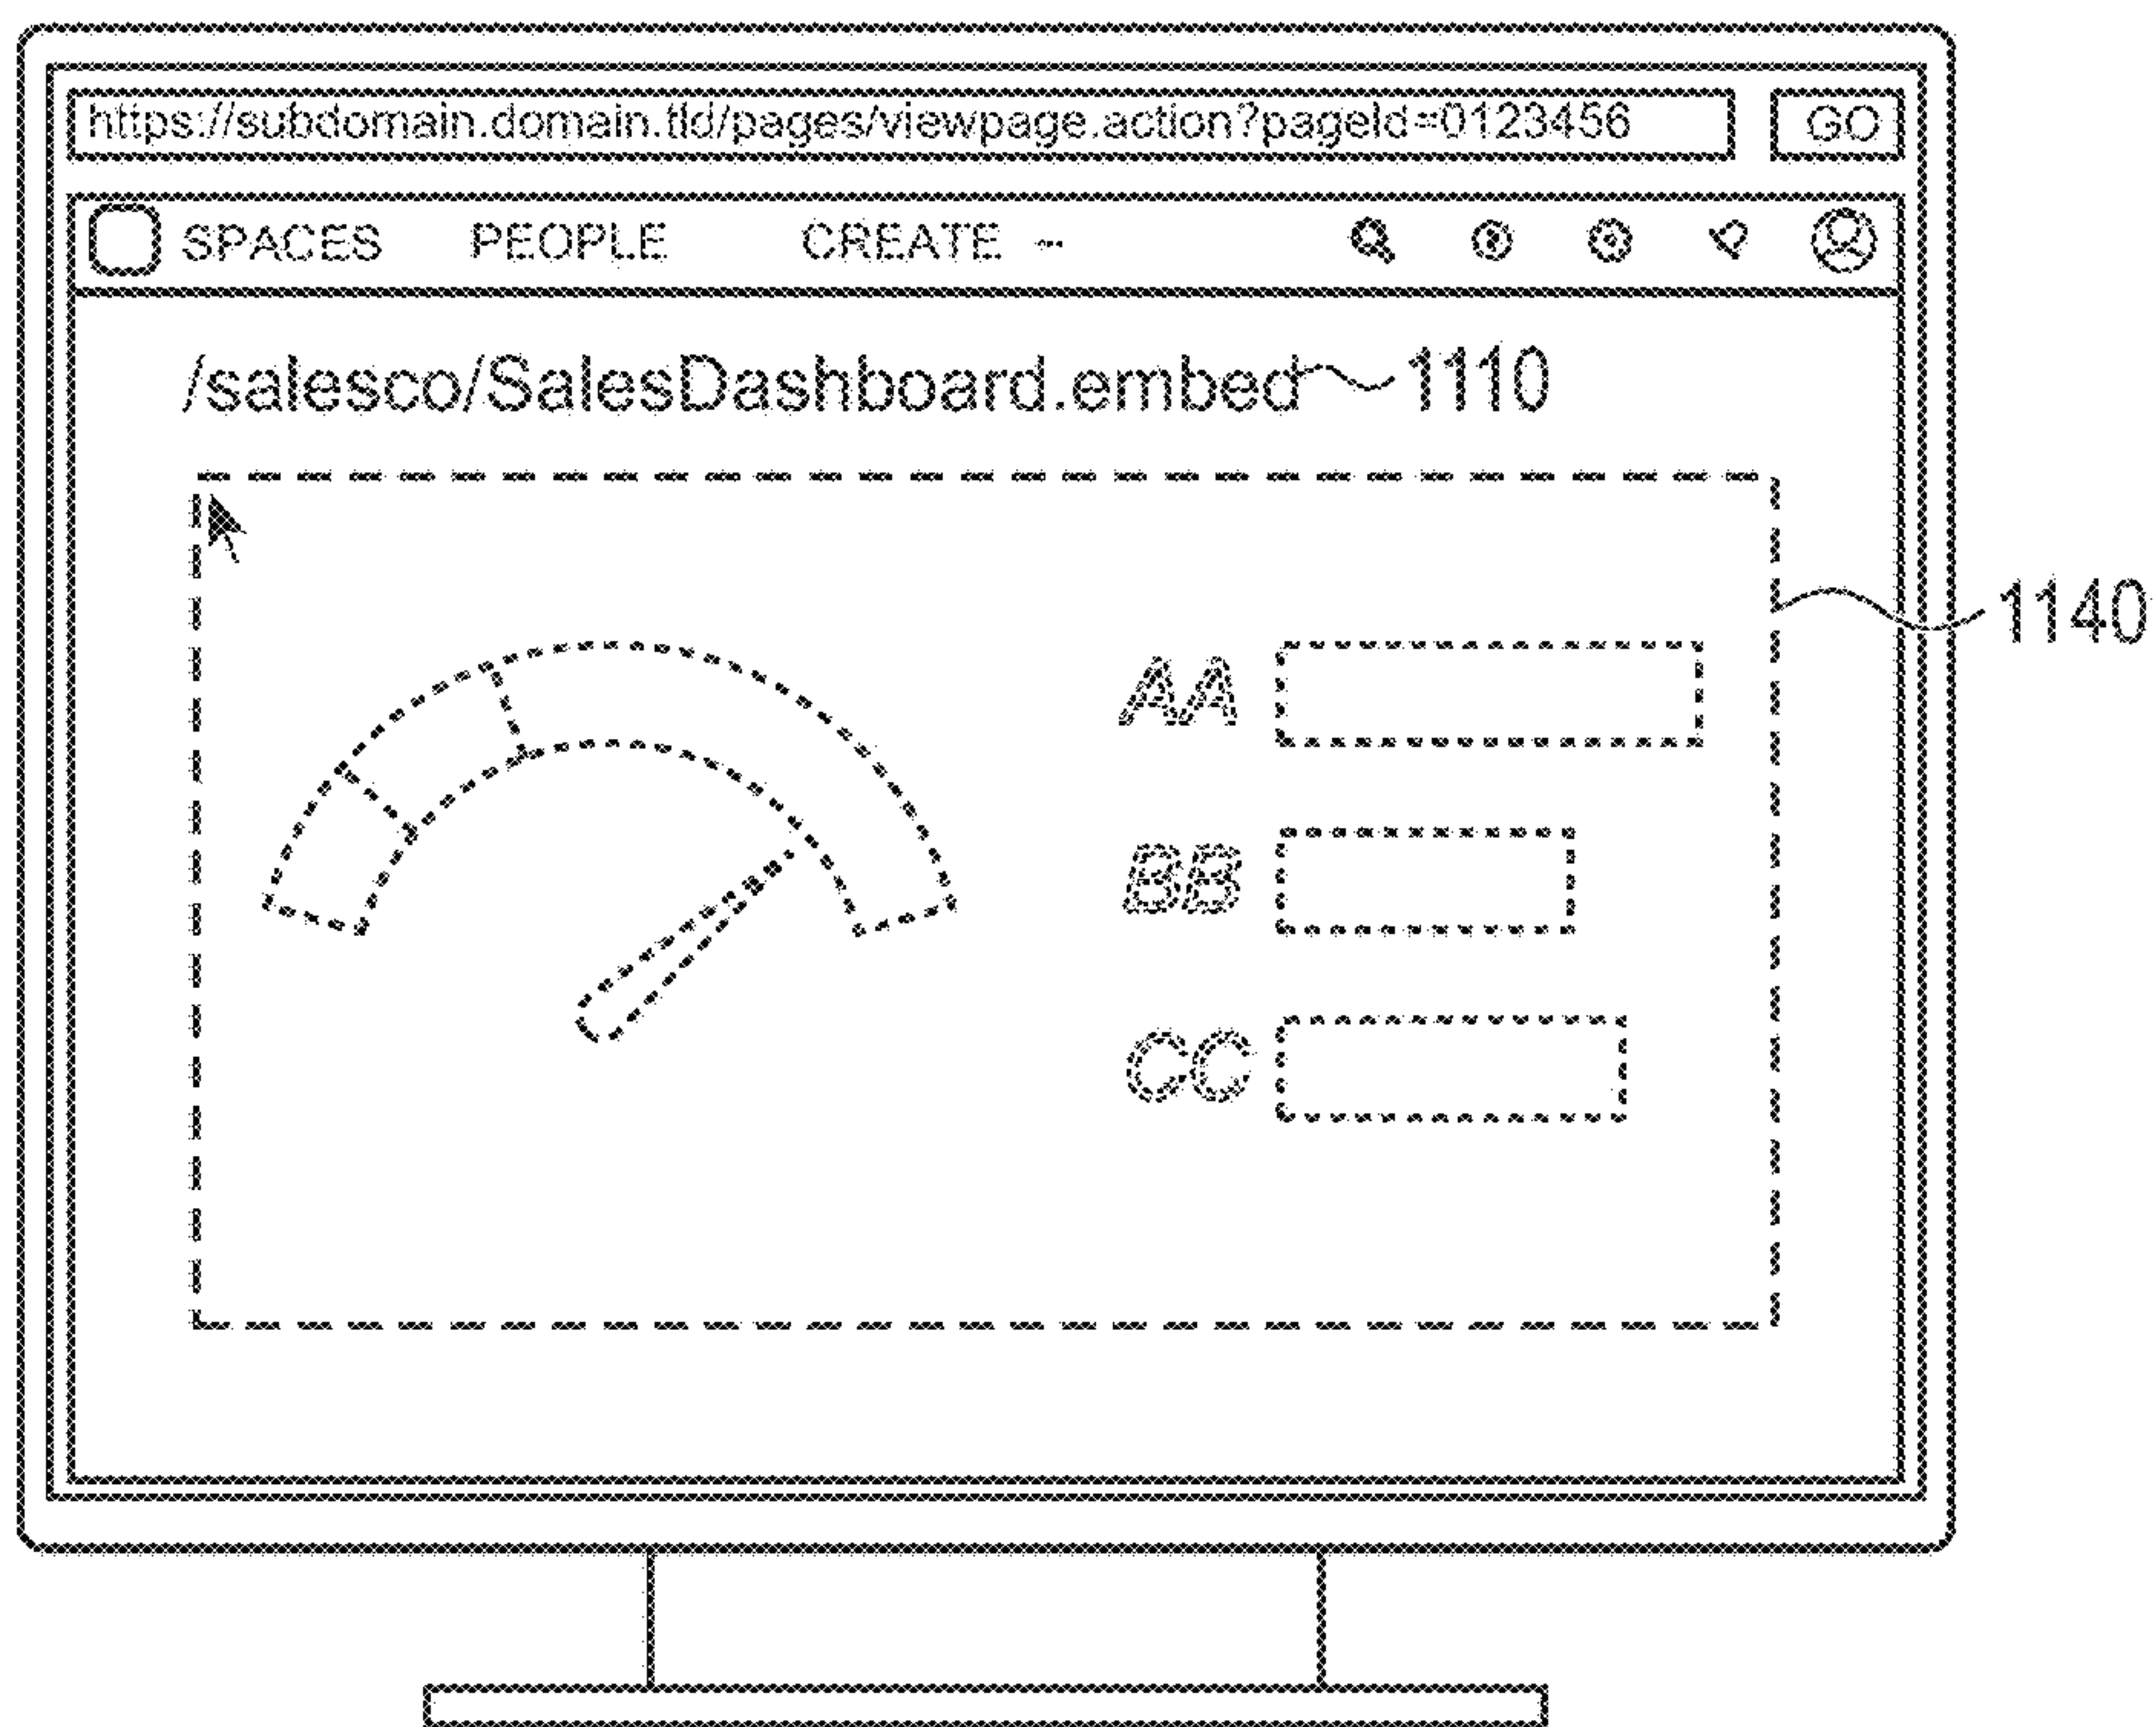 https://subdomain.domain.tld/pages/viewpage.action?pageId=0123456 GO
SPACES PEOPLE CREATE --
/salesco/SalesDashboard.embed 1110
1140
AA
BB
CC